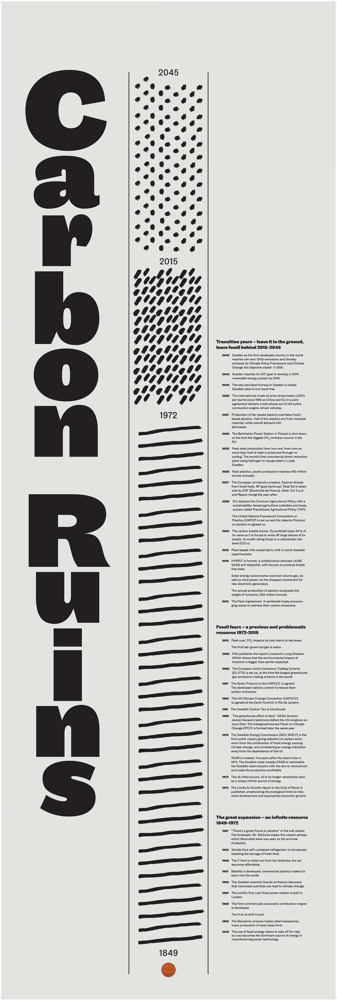 Carbon
Ruins
2045
2015
1972
1849
GSSP
Transition years – leave it in the ground,
leave fossil behind 2015-2045
2045 Sweden as the first developed country in the world
reaches net-zero GHG emissions and thereby
achieves its Climate Policy Framework and Climate
Change Act objective stated in 2018.
2043 Sweden reaches its 2017 goal to develop a 100%
renewable energy system by 2045.
2042 The very last blast furnace in Sweden is closed.
Swedish steel is now fossil free.
2039 The international crude oil price drops below US$10
per barrel since 1986 as China and EU in a joint
agreement declare a total phase out of still active
combustion engine-driven vehicles.
2037 Production of bio-based plastics overtakes fossil-
based plastics. Half of the plastics are from recycled
material, while overall demand still
decreases.
2036 The Bełchatów Power Station in Poland is shut down,
at the time the biggest CO₂ emission source in the
EU.
2035 Peak steel production from iron ore, from now on
more than half of steel is produced through re-
cycling. The world's first commercial direct reduction
plant using hydrogen is inaugurated in Luleå,
Sweden.
2028 Peak plastics, plastic production reaches 450 million
tonnes annually.
2027 The European oil industry crashes, Equinor divests
from fossil fuels, BP goes bankrupt, Total SA is taken
over by EDF (Électricité de France). Shell, Eni S.p.A.
and Repsol merge the year after.
2026 EU replaces the Common Agricultural Policy with a
sustainability-based agriculture subsidies and taxes
system called Transitional Agricultural Policy (TAP).
The United Nations Framework Convention on
Plastics (UNFCP) is set up and the Jakarta Protocol
on plastics is agreed on.
2024 The carbon bubble bursts. ExxonMobil loses 40 % of
its value as it is forced to write off large shares of its
assets. Its credit rating drops to a substantial risk
level (CCC+).
2018 Plant based milk outsell dairy-milk in some Swedish
supermarkets.
2016 HYBRIT is formed, a collaboration between LKAB,
SSAB and Vattenfall, with the aim to produce fossile
free steel.
Solar energy outcompetes coal and natural gas, as
well as wind power, as the cheapest investment for
new electricity generation.
The annual production of plastics surpasses the
weight of humanity (335 million tonnes).
2015 The Paris Agreement. A worldwide treaty encoura-
ging states to address their carbon emissions.
Fossil fears – a precious and problematic
resource 1972-2015
2013 Peak coal, CO₂ impacts by coal starts to decrease.
The first lab-grown burger is eaten.
2006 FAO publishes the report Livestock's Long Shadow.
Which shows that the environmental impact of
livestock is bigger than earlier expected.
2005 The European Union Emissions Trading Scheme
(EU ETS) is set up, at the time the largest greenhouse
gas emissions trading scheme in the world.
1997 The Kyoto Protocol to the UNFCCC is agreed.
The developed nations commit to reduce their
carbon emissions.
1992 The UN Climate Change Convention (UNFCCC)
is agreed at the Earth Summit in Rio de Janeiro.
1991 The Swedish Carbon Tax is introduced.
1988 "The greenhouse effect is here". NASA director
James Hansen's testimony before the US congress on
June 23rd. The Intergovernmental Panel on Climate
Change (IPCC) is formed later the same year.
1978 The Swedish Energy Commission (SOU 1978:17) is the
first public inquiry giving attention to carbon emis-
sions from the combustion of fossil energy causing
climate change, and considering an energy transition
away from the dependence of fuel oil.
SSAB is created, five years after the steel crisis in
1973. The Swedish state creates SSAB to nationalize
the Swedish steel industry with the aim to reconstruct
and make the production profitable.
1973 The oil crisis occurs, oil is no longer necessarily seen
as a cheap infinite source of energy.
1972 The Limits to Growth report to the Club of Rome is
published, emphasizing the ecological limits to indu-
strial development and exponential economic growth.
The great expansion – an infinite resource
1849-1972
1967 "There's a great future in plastics" in the cult classic
The Graduate, Mr. McGuire states this classic phrase,
which illustrated what was seen as the promise
of plastics.
1923 Worlds first self-contained refrigerator is introduced,
enabling the storage of fresh food.
1908 The T-ford is rolled out from the factories; the car
becomes affordable.
1907 Bakelite is developed, commercial plastics makes its
entry into the world.
1896 The Swedish scientist Svante Arrhenius discovers
that manmade activities can lead to climate change.
1882 The world's first coal-fired power station is built in
London.
1859 The first commercially successful combustion engine
is developed.
The first oil drill is built.
1856 The Bessemer process makes steel inexpensive,
mass production of steel takes form.
1849 The use of fossil energy starts to take off for real,
as coal becomes the dominant source of energy in
manufacturing power technology.